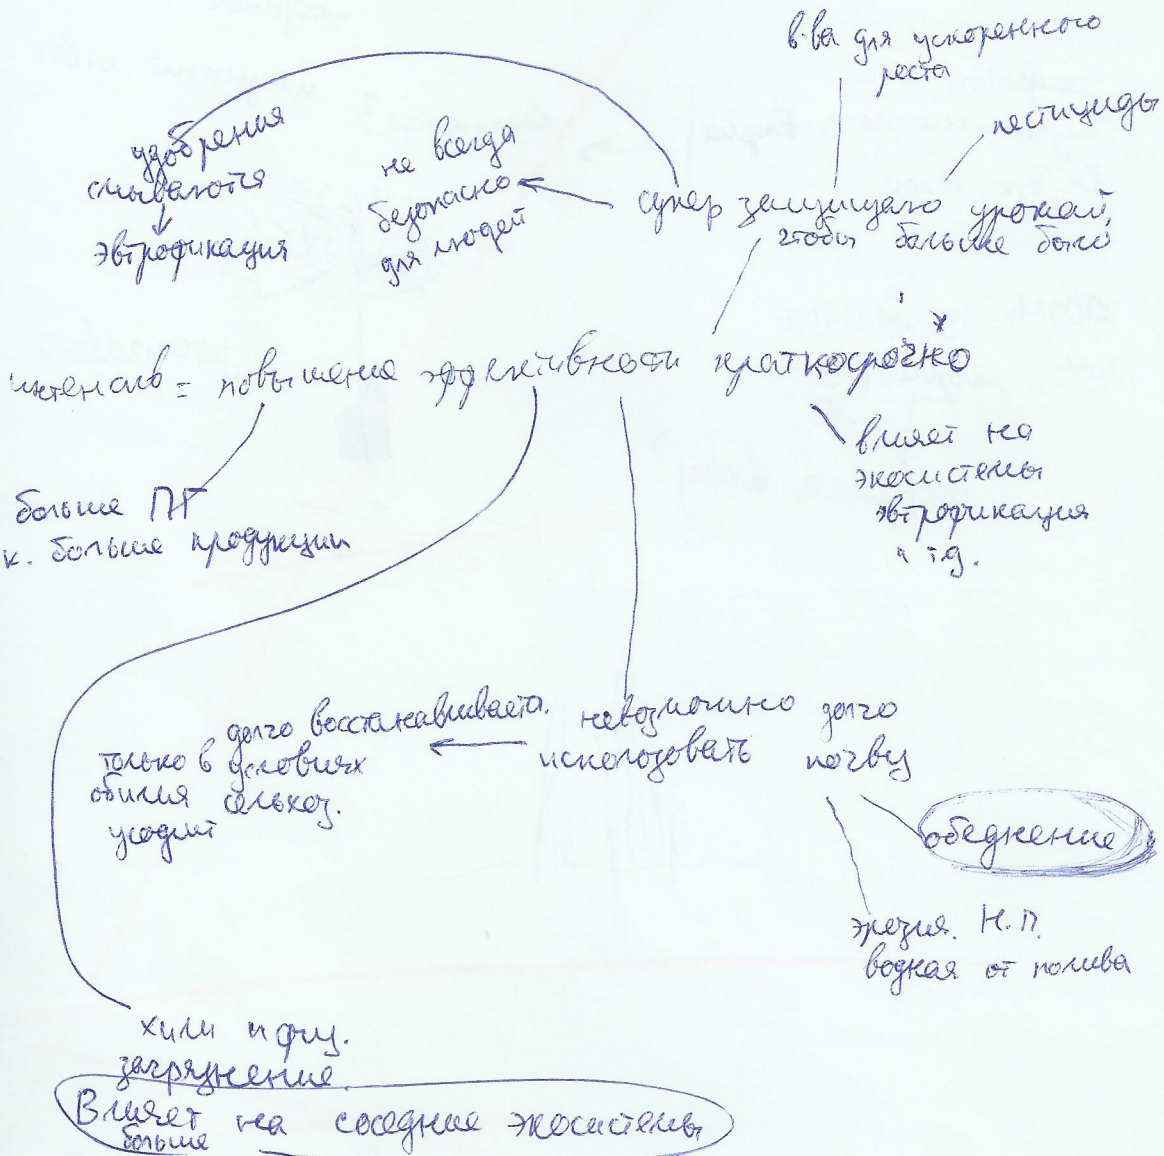 в-ва для ускоренного
роста
пестициды
удобрения
смываются
эвтрофикация
не всегда
безопасно
для людей
супер защищаю урожай,
чтобы больше было
интенсив = повышение эффективности краткосрочно
влияет на
экосистемы
эвтрофикация
и т.д.
больше ПГ
к. больше продукции
долго восстанавливается.
только в условиях
обилия сельхоз.
угодий
невозможно долго
использовать почву
обеднение
эрозия. Н.П.
водная от полива
хим и физ.
загрязнение.
Влияет на соседние экосистемы
больше